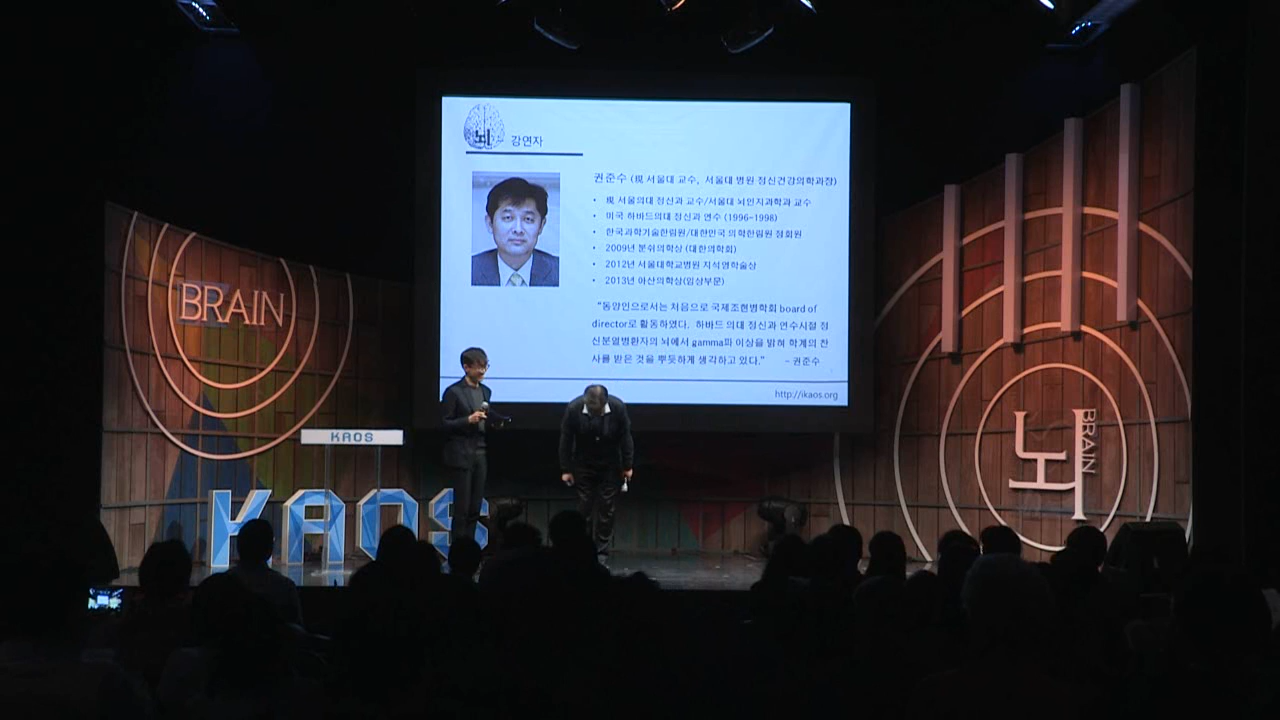 뇌 강연자
권준수 (現 서울대 교수, 서울대 병원 정신건강의학과장)
• 現 서울의대 정신과 교수/서울대 뇌인지과학과 교수
• 미국 하바드의대 정신과 연수 (1996~1998)
• 한국과학기술한림원/대한민국 의학한림원 정회원
• 2009년 분쉬의학상 (대한의학회)
• 2012년 서울대학교병원 지석영학술상
• 2013년 아산의학상(임상부문)
“동양인으로서는 처음으로 국제조현병학회 board of
director로 활동하였다. 하바드 의대 정신과 연수시절 정
신분열병환자의 뇌에서 gamma파 이상을 밝혀 학계의 찬
사를 받은 것을 뿌듯하게 생각하고 있다.” – 권준수
http://ikaos.org
BRAIN
KAOS
KAOS
뇌
BRAIN